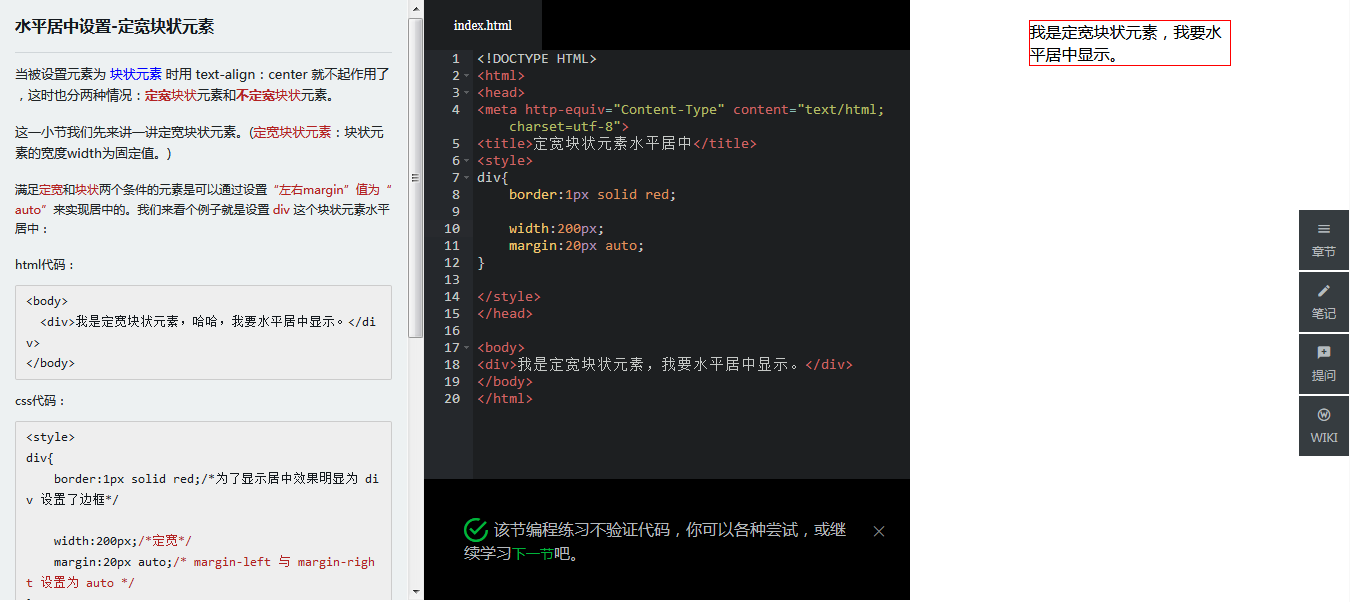 水平居中设置-定宽块状元素
当被设置元素为 块状元素 时用 text-align：center 就不起作用了
，这时也分两种情况：定宽块状元素和不定宽块状元素。
这一小节我们先来讲一讲定宽块状元素。(定宽块状元素：块状元
素的宽度width为固定值。)
满足定宽和块状两个条件的元素是可以通过设置“左右margin”值为“
auto”来实现居中的。我们来看个例子就是设置 div 这个块状元素水平
居中：
html代码：
<body>
  <div>我是定宽块状元素，哈哈，我要水平居中显示。</di
v>
</body>
css代码：
<style>
div{
    border:1px solid red;/*为了显示居中效果明显为 di
v 设置了边框*/
    width:200px;/*定宽*/
    margin:20px auto;/* margin-left 与 margin-righ
t 设置为 auto */
index.html
1 <!DOCTYPE HTML>
2 <html>
3 <head>
4 <meta http-equiv="Content-Type" content="text/html;
charset=utf-8">
5 <title>定宽块状元素水平居中</title>
6 <style>
7 div{
8     border:1px solid red;
9
10     width:200px;
11     margin:20px auto;
12 }
13
14 </style>
15 </head>
16
17 <body>
18 <div>我是定宽块状元素，我要水平居中显示。</div>
19 </body>
20 </html>
该节编程练习不验证代码，你可以各种尝试，或继
续学习下一节吧。
我是定宽块状元素，我要水
平居中显示。
章节
笔记
提问
WIKI